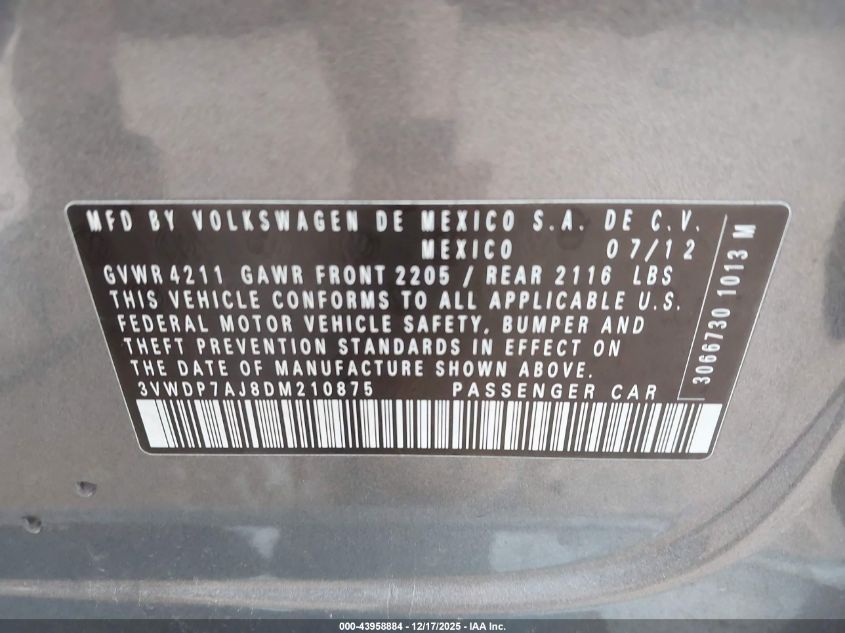 MFD BY VOLKSWAGEN DE MEXICO S.A. DE C.V.
MEXICO 07/12
GVWR 4211 GAWR FRONT 2205 / REAR 2116 LBS
THIS VEHICLE CONFORMS TO ALL APPLICABLE U.S.
FEDERAL MOTOR VEHICLE SAFETY, BUMPER AND
THEFT PREVENTION STANDARDS IN EFFECT ON
THE DATE OF MANUFACTURE SHOWN ABOVE.
3VWDP7AJ8DM210875 PASSENGER CAR
3066730 1013 M
000-43958884 - 12/17/2025 - IAA Inc.